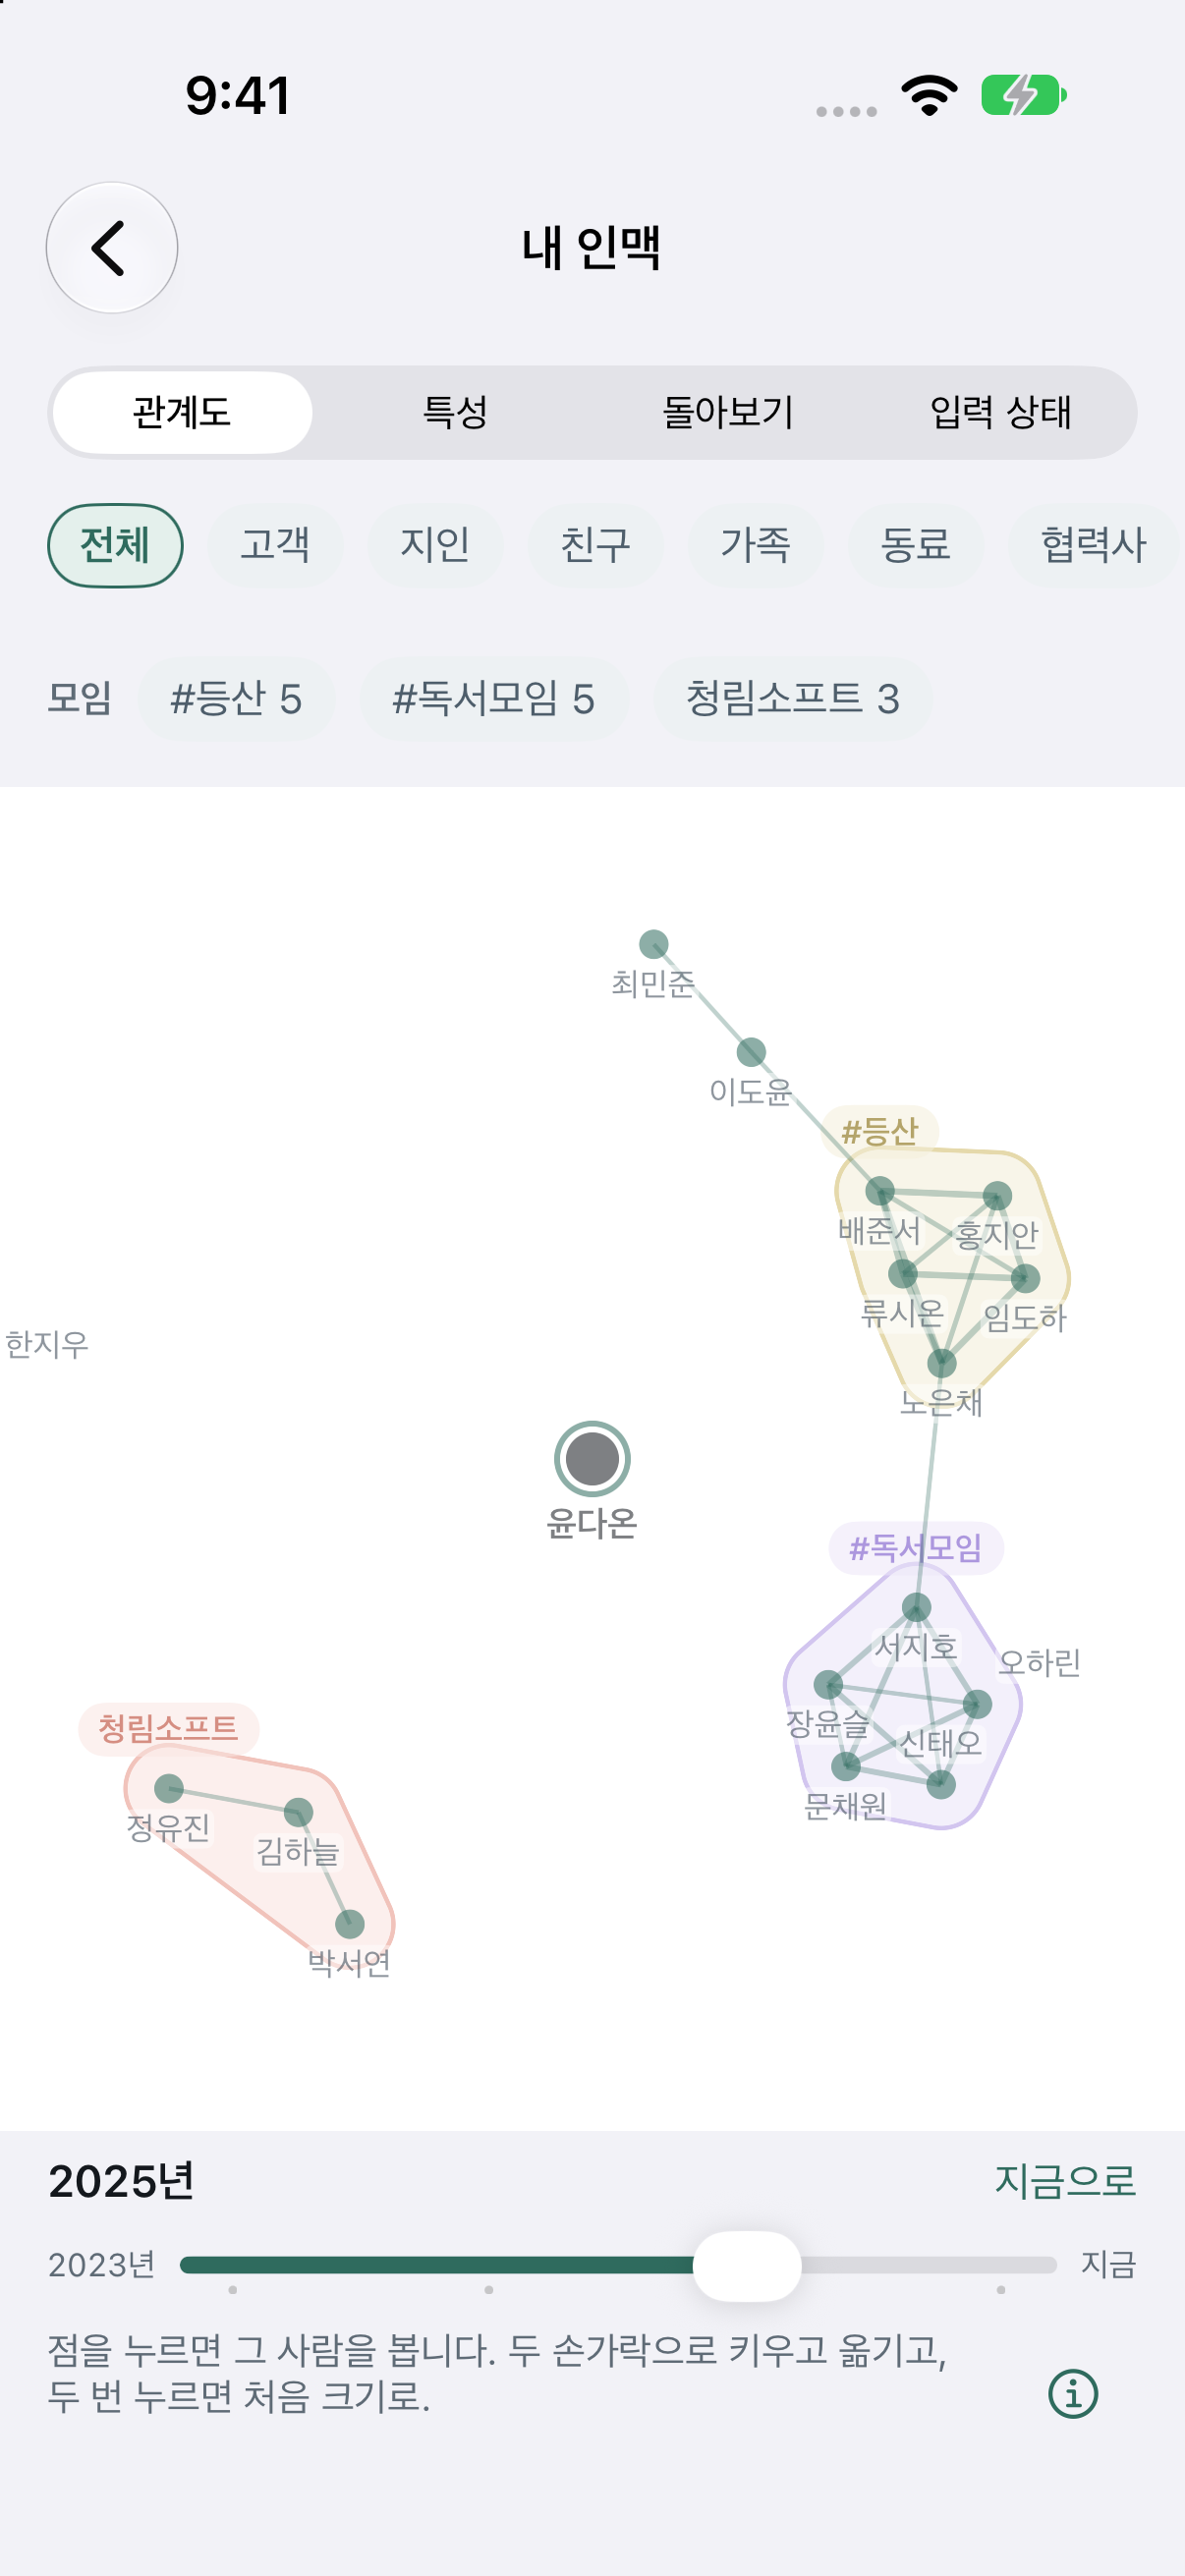 9:41
내 인맥
관계도 특성 돌아보기 입력 상태
전체 고객 지인 친구 가족 동료 협력사
모임 #등산 5 #독서모임 5 청림소프트 3
최민준
이도윤
#등산
배준서 홍지안
류시온 임도하
한지우
노은채
윤다온
#독서모임
서지호 오하린
장윤슬 신태오
청림소프트
문채원
정유진
김하늘
박서연
2025년 지금으로
2023년 지금
점을 누르면 그 사람을 봅니다. 두 손가락으로 키우고 옮기고,
두 번 누르면 처음 크기로.